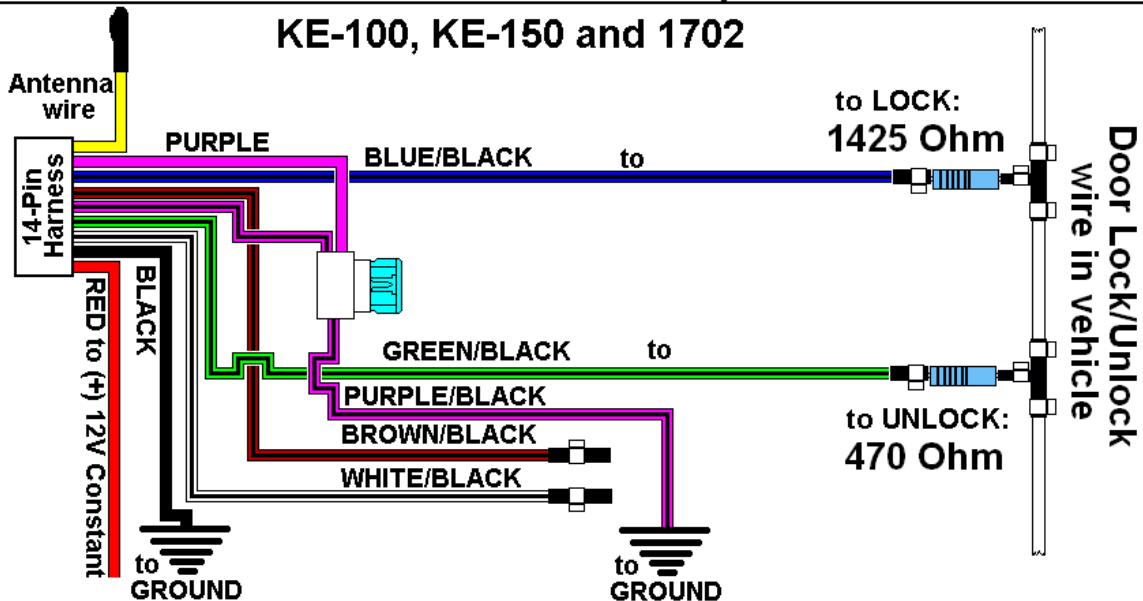 KE-100, KE-150 and 1702
Antenna
wire
14-Pin
Harness
PURPLE
BLUE/BLACK to
to LOCK:
1425 Ohm
Door Lock/Unlock
wire in vehicle
RED to (+) 12V Constant
BLACK
GREEN/BLACK to
PURPLE/BLACK
BROWN/BLACK
WHITE/BLACK
to UNLOCK:
470 Ohm
to
GROUND
to
GROUND